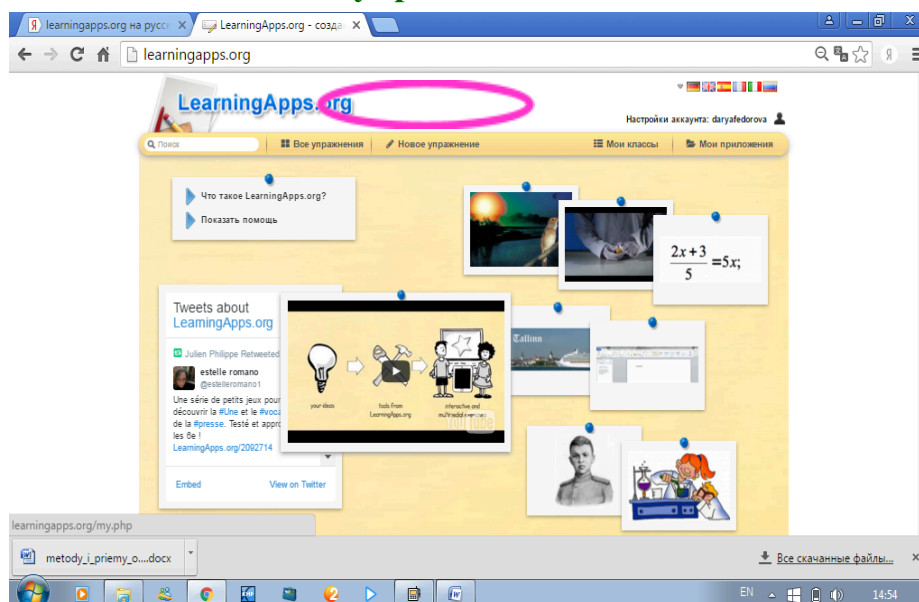 learningapps.org на русс
LearningApps.org - созда
learningapps.org
LearningApps.org
Настройки аккаунта: daryafedorova
Поиск
Все упражнения
Новое упражнение
Мои классы
Мои приложения
Что такое LearningApps.org?
Показать помощь
2x+3
5
=5x;
Tweets about
LearningApps.org
Julien Philippe Retweeted
estelle romano
@estelleromano1
Une série de petits jeux pour
découvrir la #Une et le #voca
de la #presse. Testé et appro
les 6e !
LearningApps.org/2092714
Embed
View on Twitter
your ideas
tools from
LearningApps.org
interactive and
multimedial exercises
YouTube
Tallinn
learningapps.org/my.php
metody_i_priemy_o....docx
Все скачанные файлы...
EN
14:54